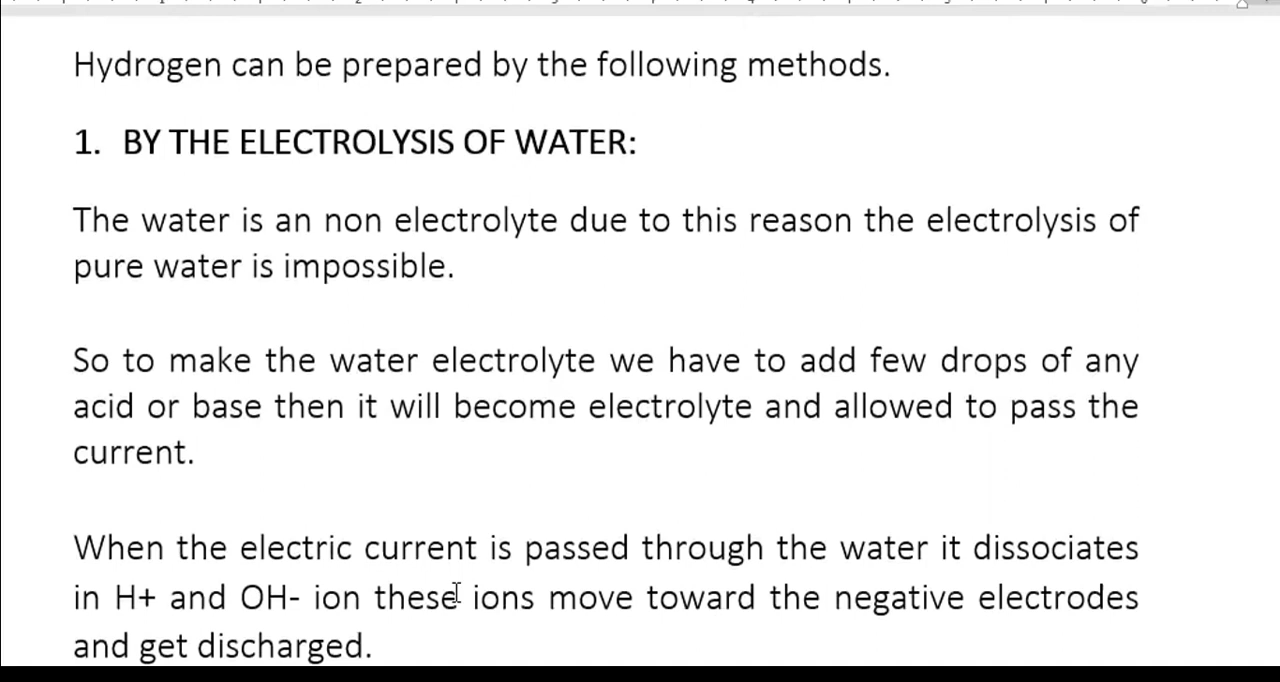 Hydrogen can be prepared by the following methods.
1. BY THE ELECTROLYSIS OF WATER:
The water is an non electrolyte due to this reason the electrolysis of
pure water is impossible.
So to make the water electrolyte we have to add few drops of any
acid or base then it will become electrolyte and allowed to pass the
current.
When the electric current is passed through the water it dissociates
in H+ and OH- ion these ions move toward the negative electrodes
and get discharged.